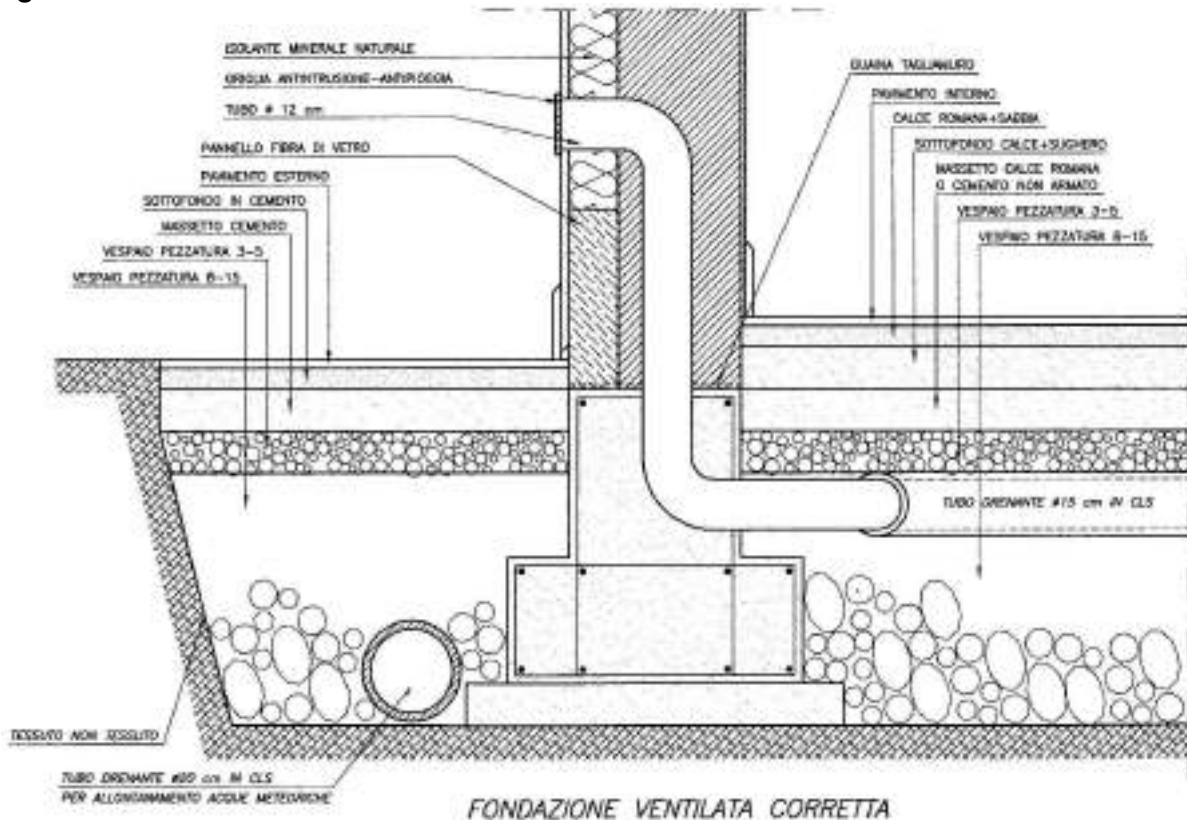 ISOLANTE MINERALE NATURALE
GRIGLIA ANTINTRUSIONE-ANTIPIOGGIA
TUBO ø 12 cm
PANNELLO FIBRA DI VETRO
PAVIMENTO ESTERNO
SOTTOFONDO IN CEMENTO
MASSETTO CEMENTO
VESPAIO PEZZATURA 3-5
VESPAIO PEZZATURA 8-15
GUAINA TAGLIAMURO
PAVIMENTO INTERNO
CALCE ROMANA+SABBIA
SOTTOFONDO CALCE+SUGHERO
MASSETTO CALCE ROMANA
O CEMENTO NON ARMATO
VESPAIO PEZZATURA 3-5
VESPAIO PEZZATURA 8-15
TUBO DRENANTE ø15 cm IN CLS
TESSUTO NON TESSUTO
TUBO DRENANTE ø20 cm IN CLS
PER ALLONTANAMENTO ACQUE METEORICHE
FONDAZIONE VENTILATA CORRETTA